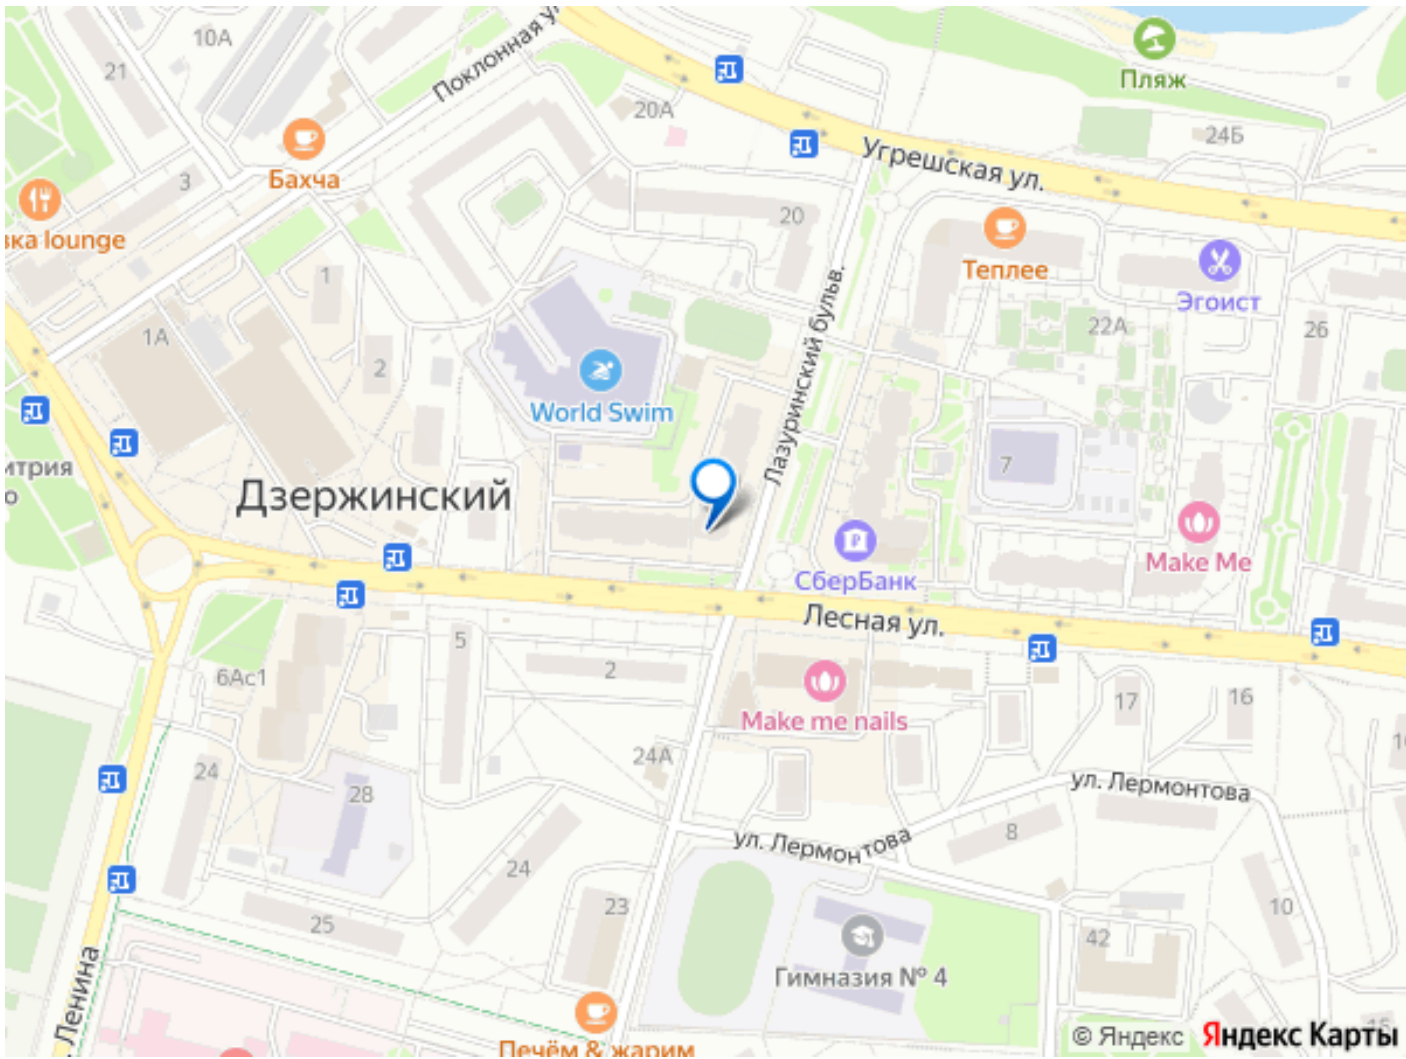 10А
21
Поклонная у
Пляж
20А
24Б
Угрешская ул.
Бахча
3
20
вка lounge
Теплее
Эгоист
1
1А
2
22А
26
Лазуринский бульв.
World Swim
итрия
о
7
Дзержинский
Make Me
СберБанк
Лесная ул.
5
2
6Ас1
Make me nails
17
16
24А
24
28
ул. Лермонтова
8
ул. Лермонтова
24
25
23
10
42
Гимназия № 4
. Ленина
Печём & жарим
© Яндекс
Яндекс Карты